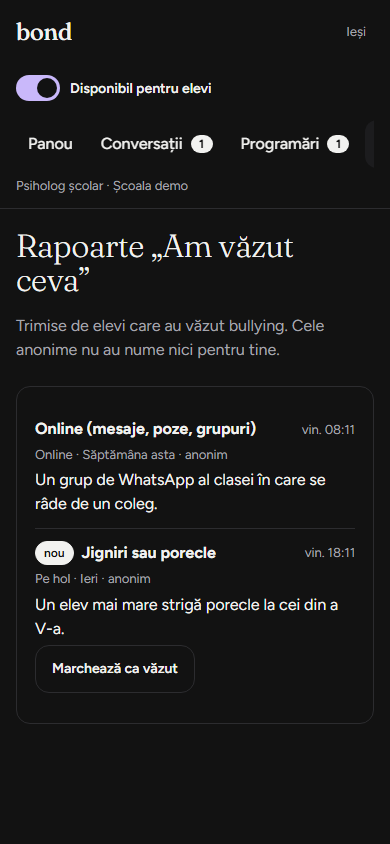 bond
Ieși
Disponibil pentru elevi
Panou
Conversații 1
Programări 1
Psiholog școlar · Școala demo
Rapoarte „Am văzut
ceva”
Trimise de elevi care au văzut bullying. Cele
anonime nu au nume nici pentru tine.
Online (mesaje, poze, grupuri)
vin. 08:11
Online · Săptămâna asta · anonim
Un grup de WhatsApp al clasei în care se
râde de un coleg.
nou Jigniri sau porecle
vin. 18:11
Pe hol · Ieri · anonim
Un elev mai mare strigă porecle la cei din a
V-a.
Marchează ca văzut